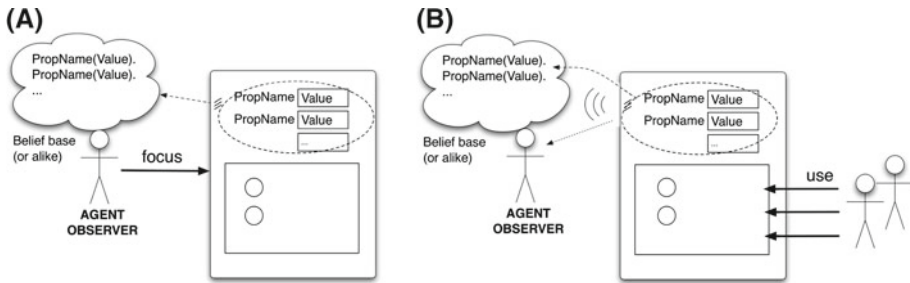 (A)
PropName(Value).
PropName(Value).
...
Belief base
(or alike)
focus
AGENT
OBSERVER
PropName Value
PropName Value
...
(B)
PropName(Value).
PropName(Value).
...
Belief base
(or alike)
AGENT
OBSERVER
PropName Value
PropName Value
...
use